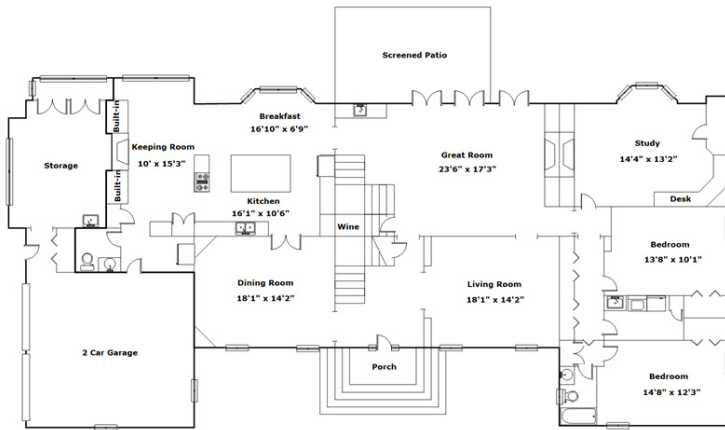 Screened Patio
Built-in
Breakfast
16'10" x 6'9"
Keeping Room
10' x 15'3"
Storage
Great Room
23'6" x 17'3"
Study
14'4" x 13'2"
Built-in
Kitchen
16'1" x 10'6"
Desk
Wine
Bedroom
13'8" x 10'1"
Dining Room
18'1" x 14'2"
Living Room
18'1" x 14'2"
2 Car Garage
Porch
Bedroom
14'8" x 12'3"